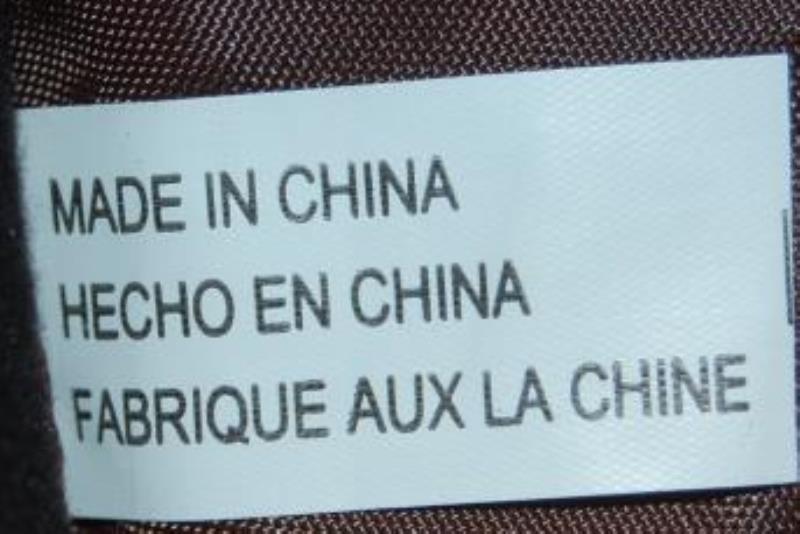 MADE IN CHINA
HECHO EN CHINA
FABRIQUE AUX LA CHINE